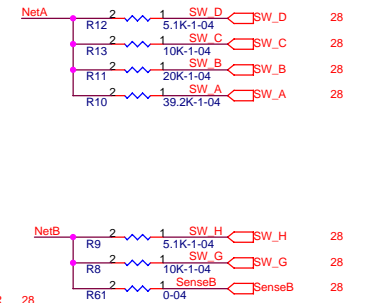 NetA 2 1 SW_D SW_D 28
R12 5.1K-1-04
2 1 SW_C SW_C 28
R13 10K-1-04
2 1 SW_B SW_B 28
R11 20K-1-04
2 1 SW_A SW_A 28
R10 39.2K-1-04
NetB 2 1 SW_H SW_H 28
R9 5.1K-1-04
2 1 SW_G SW_G 28
R8 10K-1-04
2 1 SenseB SenseB 28
R61 0-04
28